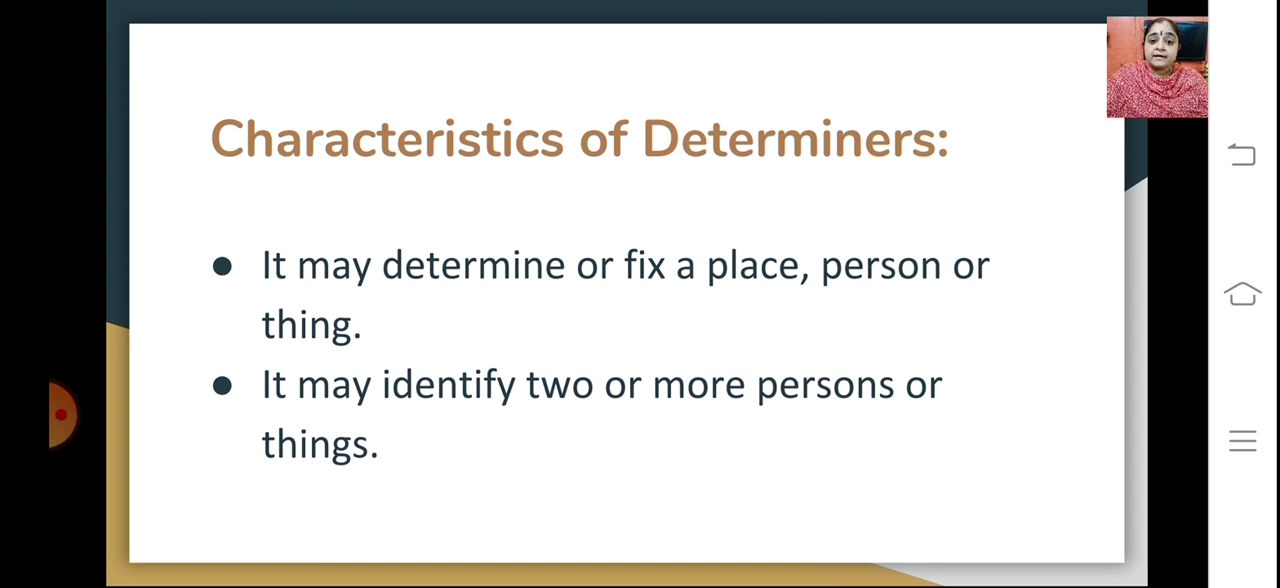 Characteristics of Determiners:
● It may determine or fix a place, person or
thing.
● It may identify two or more persons or
things.